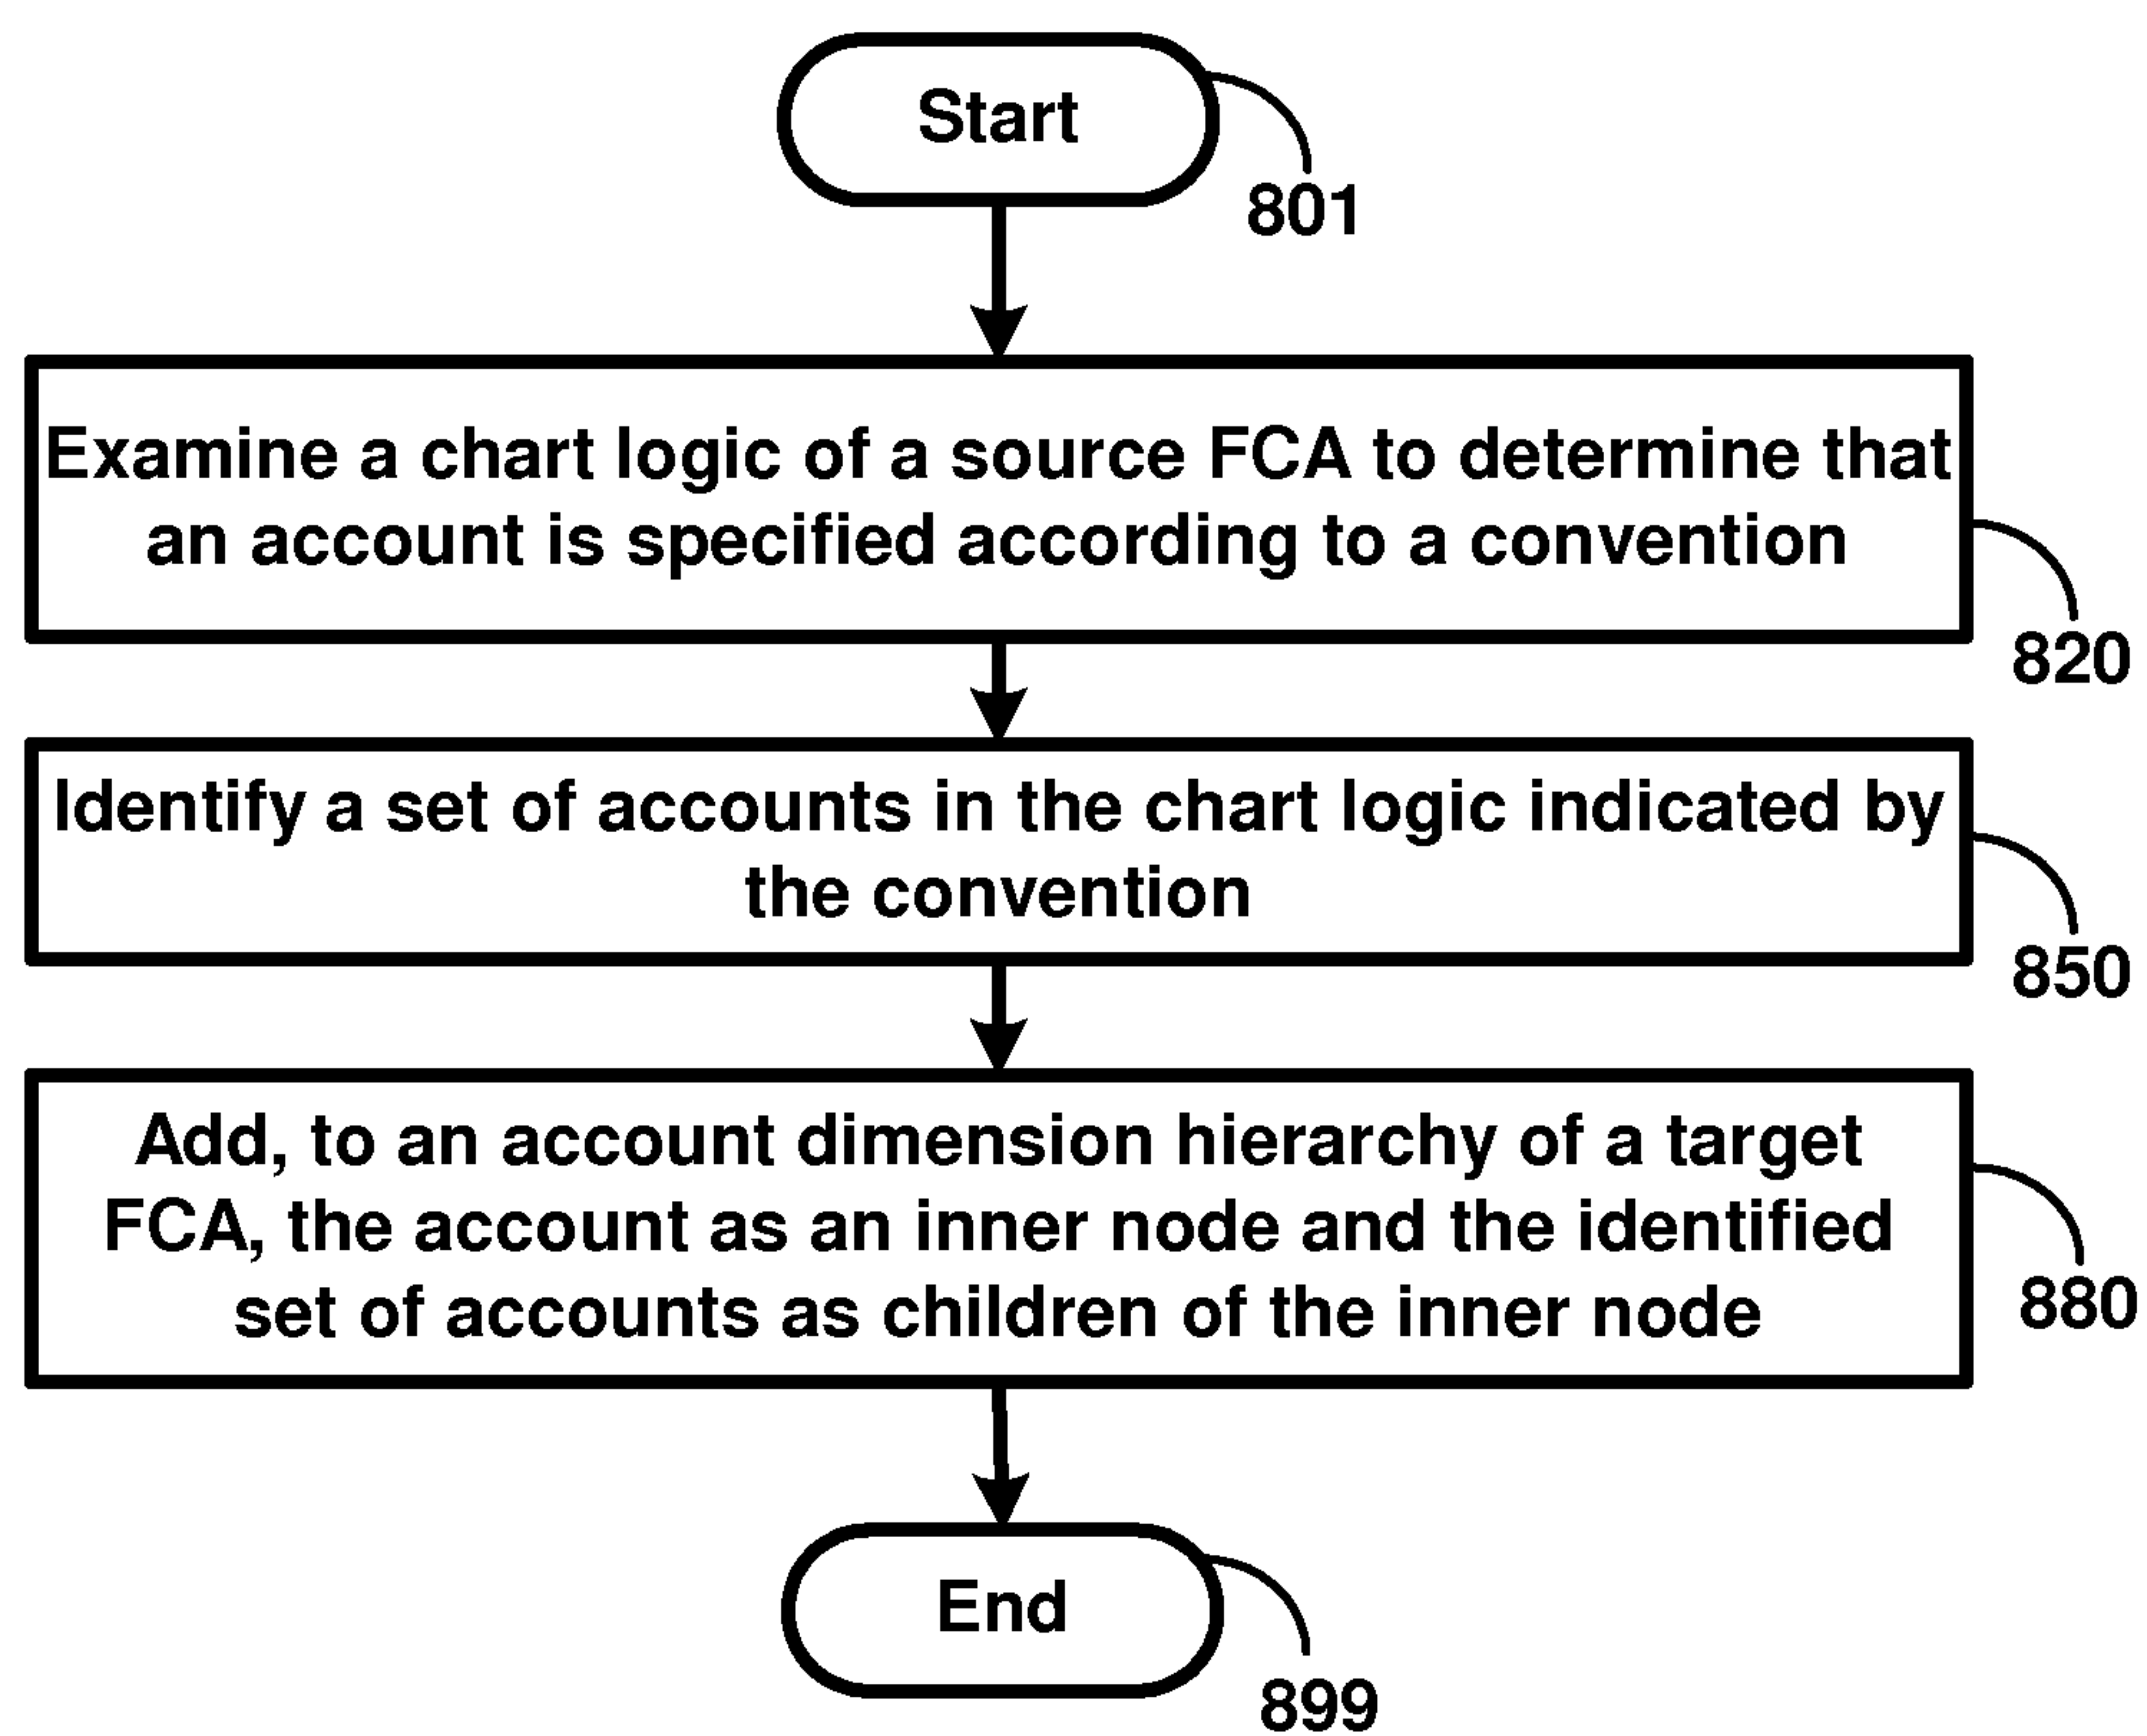 Start
801
Examine a chart logic of a source FCA to determine that
an account is specified according to a convention
820
Identify a set of accounts in the chart logic indicated by
the convention
850
Add, to an account dimension hierarchy of a target
FCA, the account as an inner node and the identified
set of accounts as children of the inner node
880
End
899